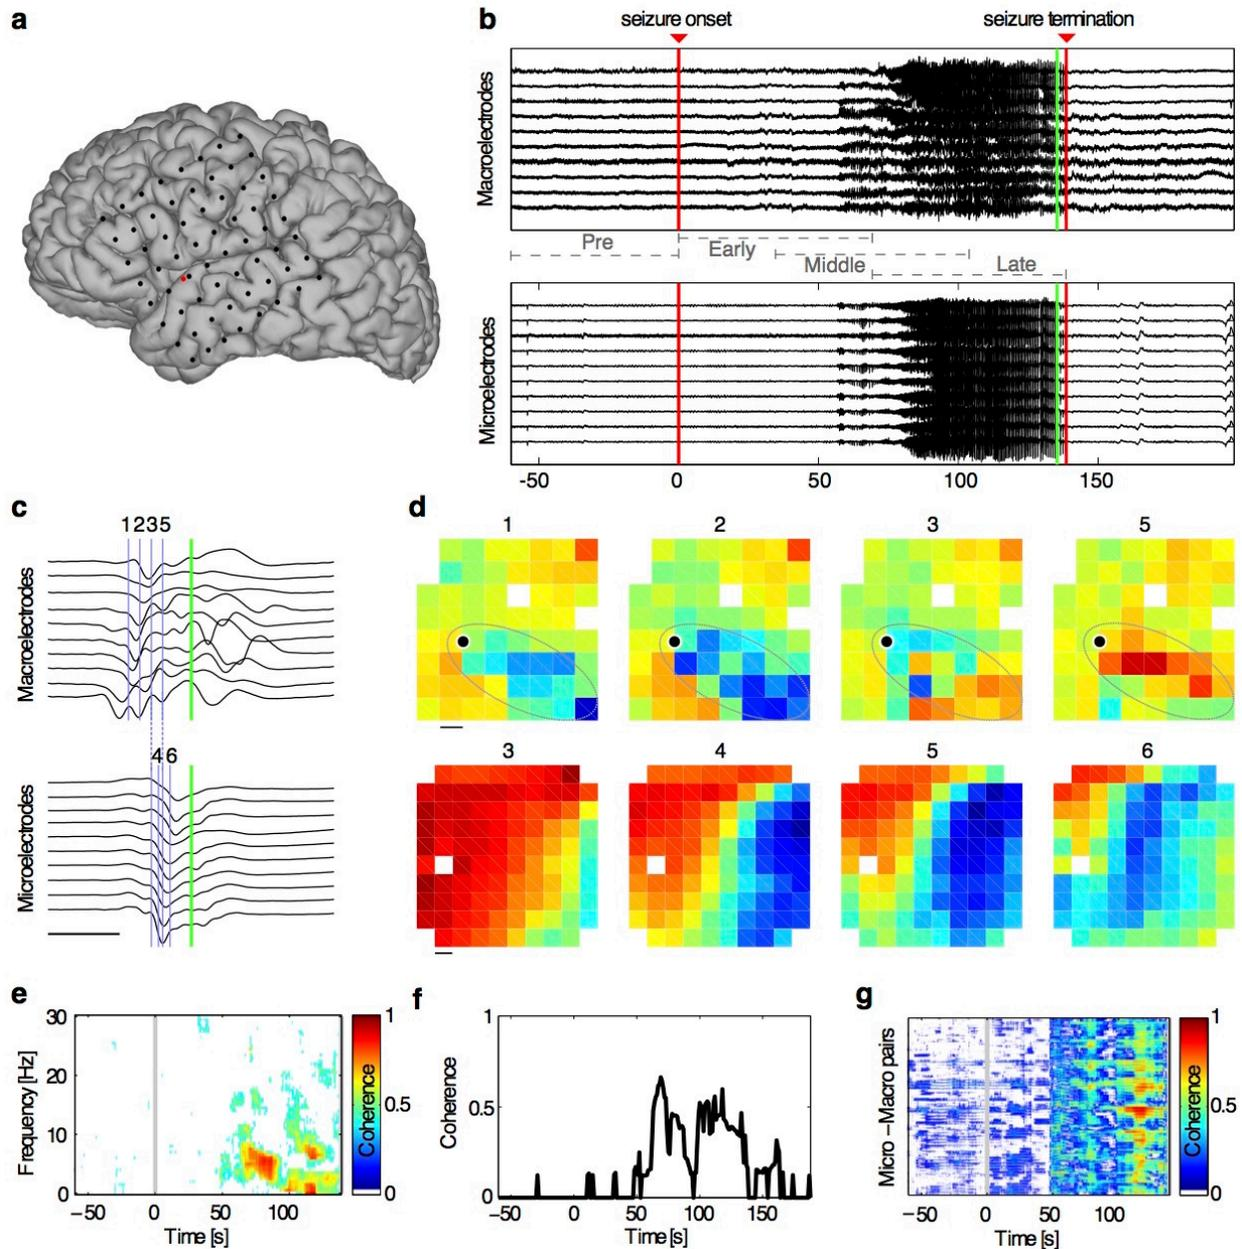 a
b
seizure onset
seizure termination
Macroelectrodes
Pre
Early
Middle
Late
Microelectrodes
-50
0
50
100
150
c
1235
Macroelectrodes
46
Microelectrodes
d
1
2
3
5
3
4
5
6
e
30
20
10
0
Frequency [Hz]
−50
0
50
100
Time [s]
1
0.5
0
Coherence
f
1
0.5
0
Coherence
−50
0
50
100
150
Time [s]
g
Micro −Macro pairs
−50
0
50
100
Time [s]
1
0.5
0
Coherence